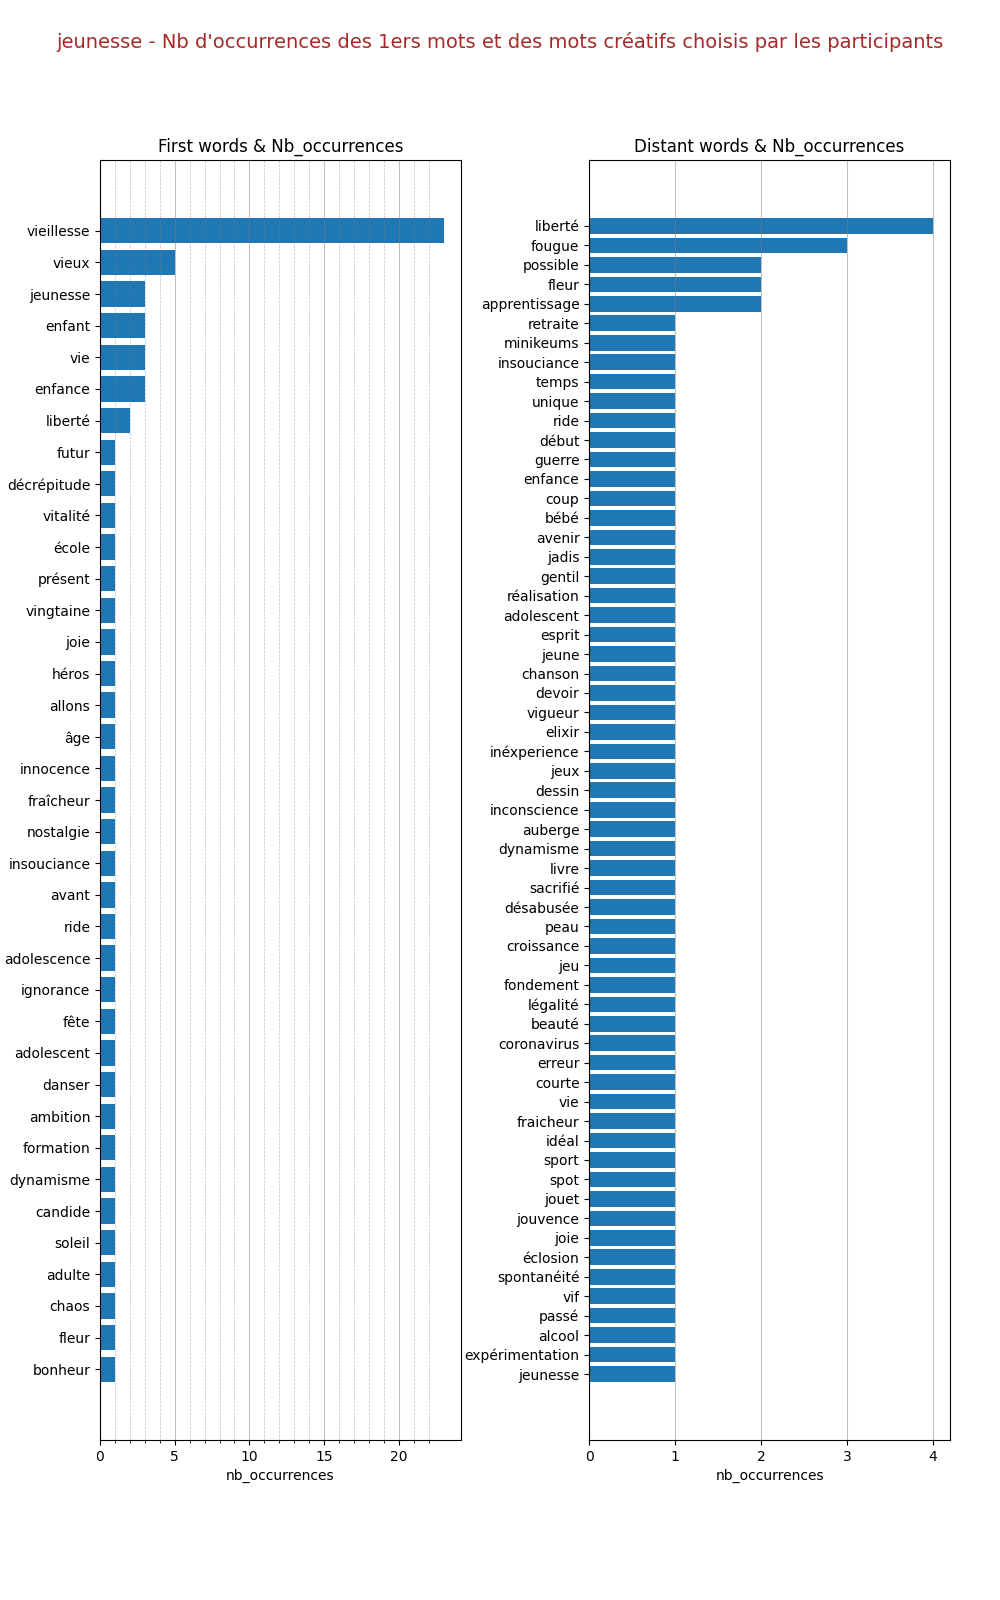 jeunesse - Nb d'occurrences des 1ers mots et des mots créatifs choisis par les participants
First words & Nb_occurrences
vieillesse
vieux
jeunesse
enfant
vie
enfance
liberté
futur
décrépitude
vitalité
école
présent
vingtaine
joie
héros
allons
âge
innocence
fraîcheur
nostalgie
insouciance
avant
ride
adolescence
ignorance
fête
adolescent
danser
ambition
formation
dynamisme
candide
soleil
adulte
chaos
fleur
bonheur
0 5 10 15 20
nb_occurrences
Distant words & Nb_occurrences
liberté
fougue
possible
fleur
apprentissage
retraite
minikeums
insouciance
temps
unique
ride
début
guerre
enfance
coup
bébé
avenir
jadis
gentil
réalisation
adolescent
esprit
jeune
chanson
devoir
vigueur
elixir
inéxperience
jeux
dessin
inconscience
auberge
dynamisme
livre
sacrifié
désabusée
peau
croissance
jeu
fondement
légalité
beauté
coronavirus
erreur
courte
vie
fraicheur
idéal
sport
spot
jouet
jouvence
joie
éclosion
spontanéité
vif
passé
alcool
expérimentation
jeunesse
0 1 2 3 4
nb_occurrences